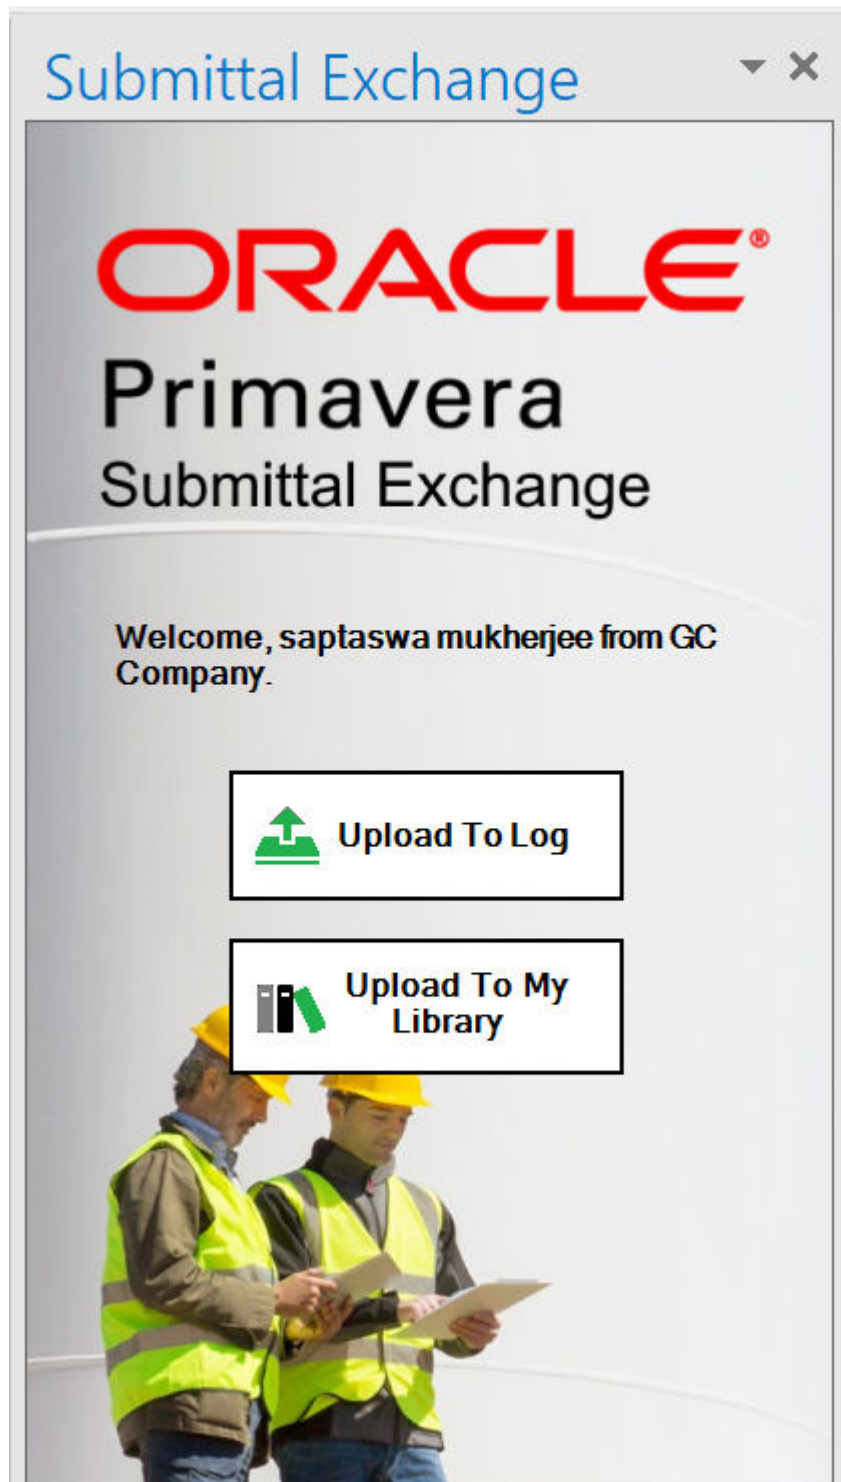 Submittal Exchange
ORACLE®
Primavera
Submittal Exchange
Welcome, saptaswa mukherjee from GC
Company.
Upload To Log
Upload To My
Library